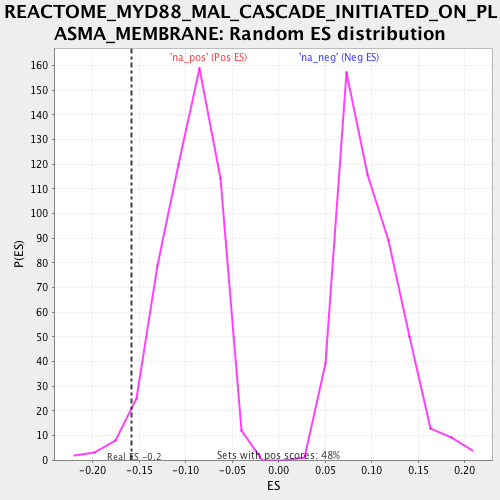 REACTOME_MYD88_MAL_CASCADE_INITIATED_ON_PL
ASMA_MEMBRANE: Random ES distribution
'na_pos' (Pos ES)
'na_neg' (Neg ES)
160
150
140
130
120
110
100
90
80
70
60
50
40
30
20
10
0
P(ES)
Real ES -0.2
Sets with pos scores: 48%
-0.20 -0.15 -0.10 -0.05 0.00 0.05 0.10 0.15 0.20
ES